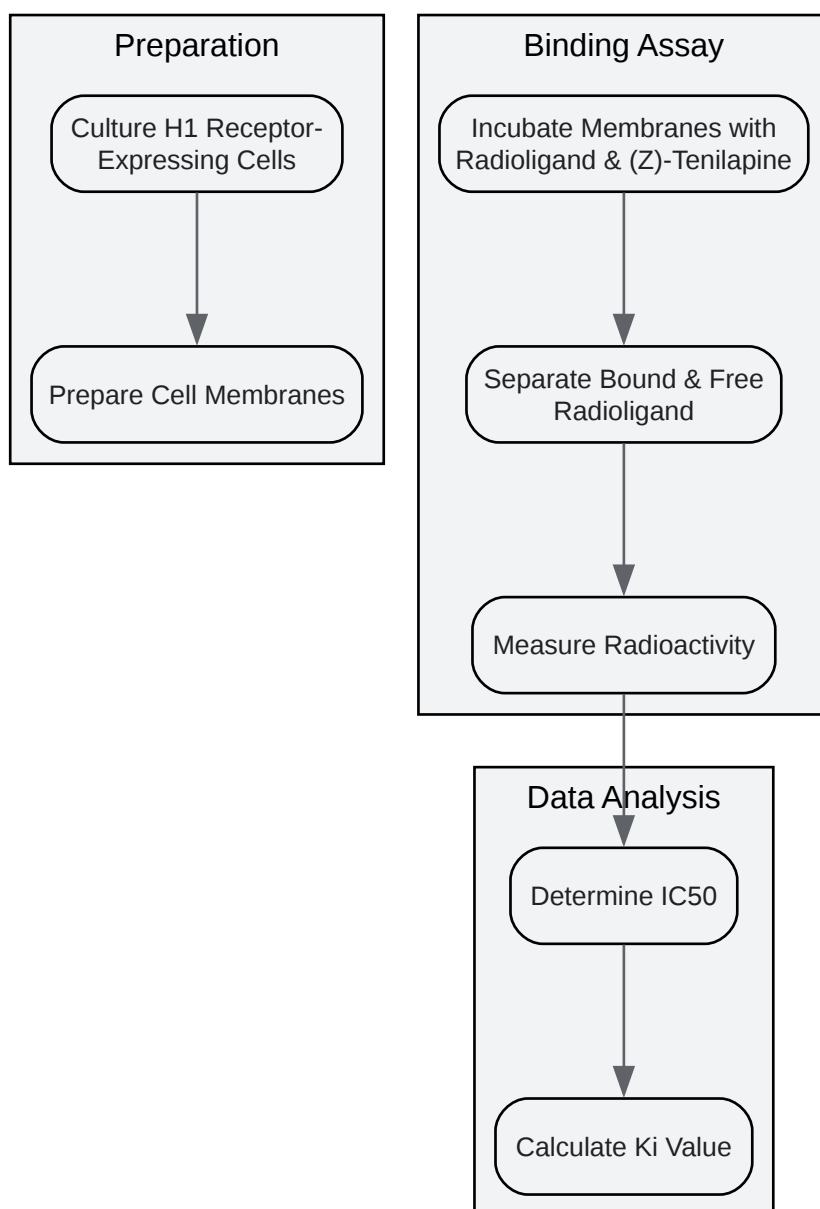 Preparation
Culture H1 Receptor-
Expressing Cells
Prepare Cell Membranes
Binding Assay
Incubate Membranes with
Radioligand & (Z)-Tenilapine
Separate Bound & Free
Radioligand
Measure Radioactivity
Data Analysis
Determine IC50
Calculate Ki Value